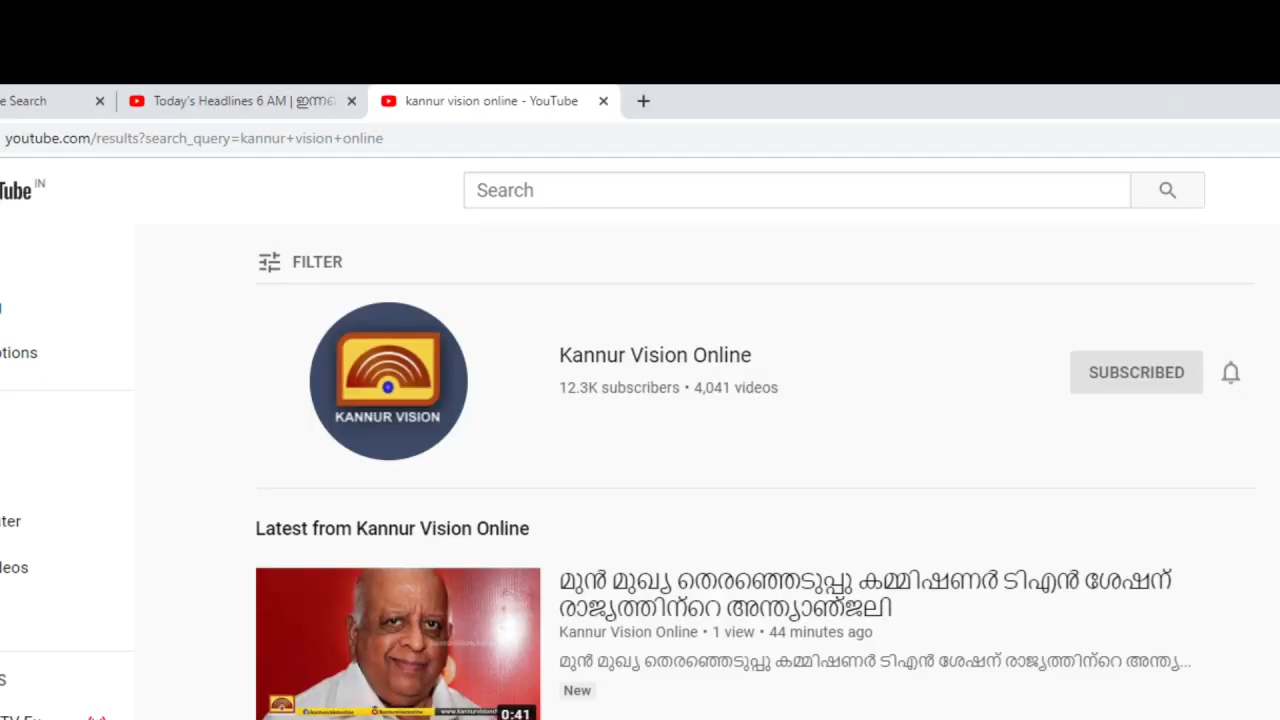 e Search
Today's Headlines 6 AM | ഇന്നത്
kannur vision online - YouTube
youtube.com/results?search_query=kannur+vision+online
Tube IN
Search
FILTER
KANNUR VISION
Kannur Vision Online
12.3K subscribers • 4,041 videos
SUBSCRIBED
ptions
Latest from Kannur Vision Online
ter
leos
മുൻ മുഖ്യ തെരഞ്ഞെടുപ്പു കമ്മിഷണർ ടിഎൻ ശേഷന്
രാജ്യത്തിന്റെ അന്ത്യാഞ്ജലി
Kannur Vision Online • 1 view • 44 minutes ago
മുൻ മുഖ്യ തെരഞ്ഞെടുപ്പു കമ്മിഷണർ ടിഎൻ ശേഷന് രാജ്യത്തിന്റെ അന്ത്യ...
New
0:41
S